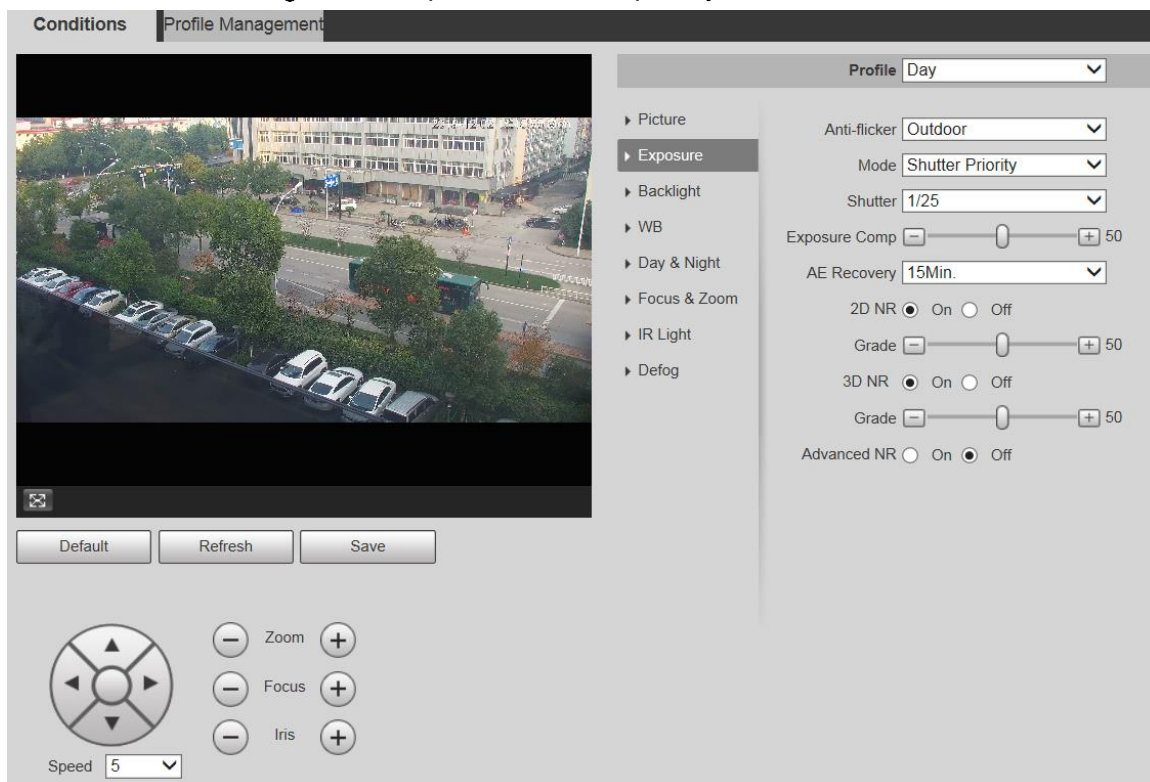 Conditions
Profile Management
Profile Day
Picture
Exposure
Backlight
WB
Day & Night
Focus & Zoom
IR Light
Defog
Anti-flicker Outdoor
Mode Shutter Priority
Shutter 1/25
Exposure Comp 50
AE Recovery 15Min.
2D NR On Off
Grade 50
3D NR On Off
Grade 50
Advanced NR On Off
Default Refresh Save
Zoom
Focus
Iris
Speed 5